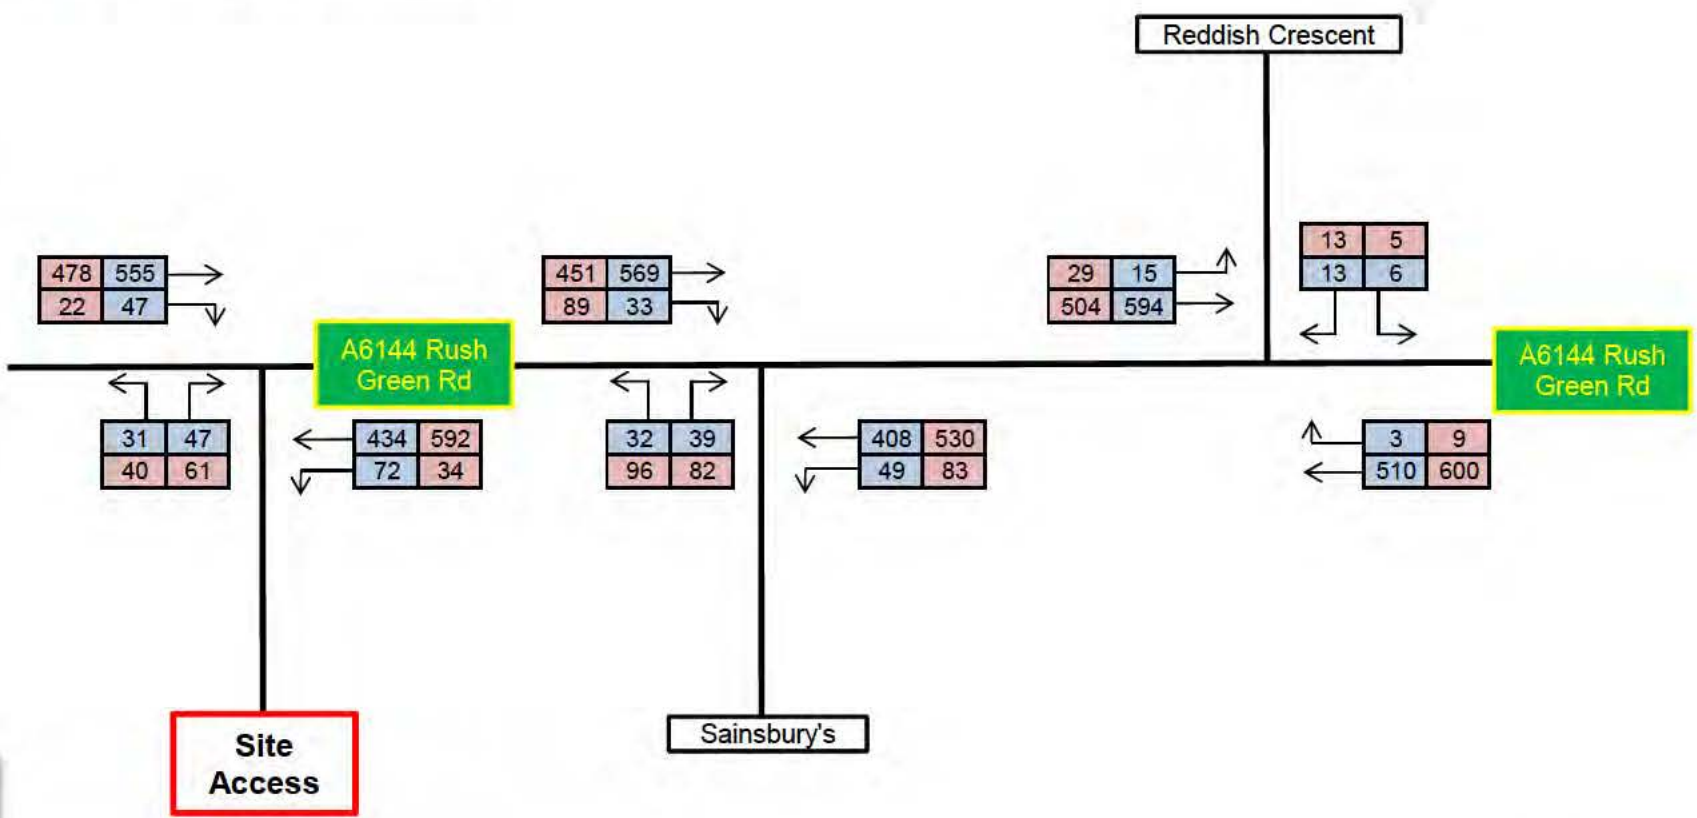 Reddish Crescent
13 5
13 6
478 555
22 47
451 569
89 33
29 15
504 594
A6144 Rush
Green Rd
A6144 Rush
Green Rd
31 47
40 61
434 592
72 34
32 39
96 82
408 530
49 83
3 9
510 600
Site
Access
Sainsbury's